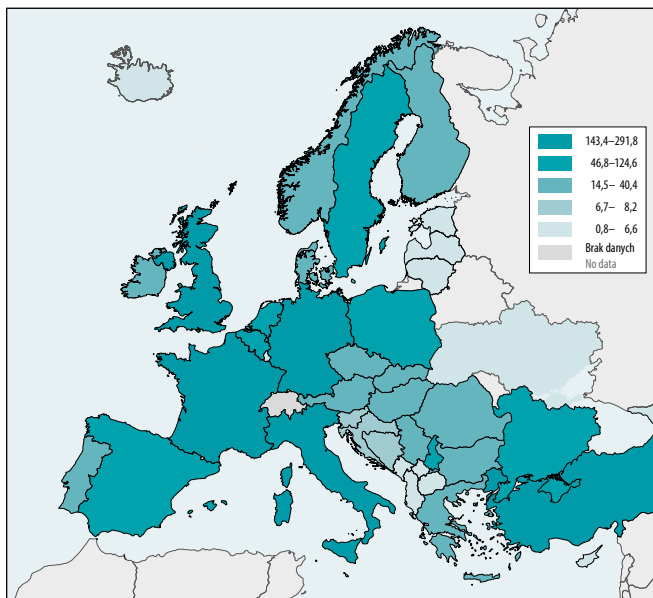 143,4–291,8
46,8–124,6
14,5– 40,4
6,7– 8,2
0,8– 6,6
Brak danych
No data